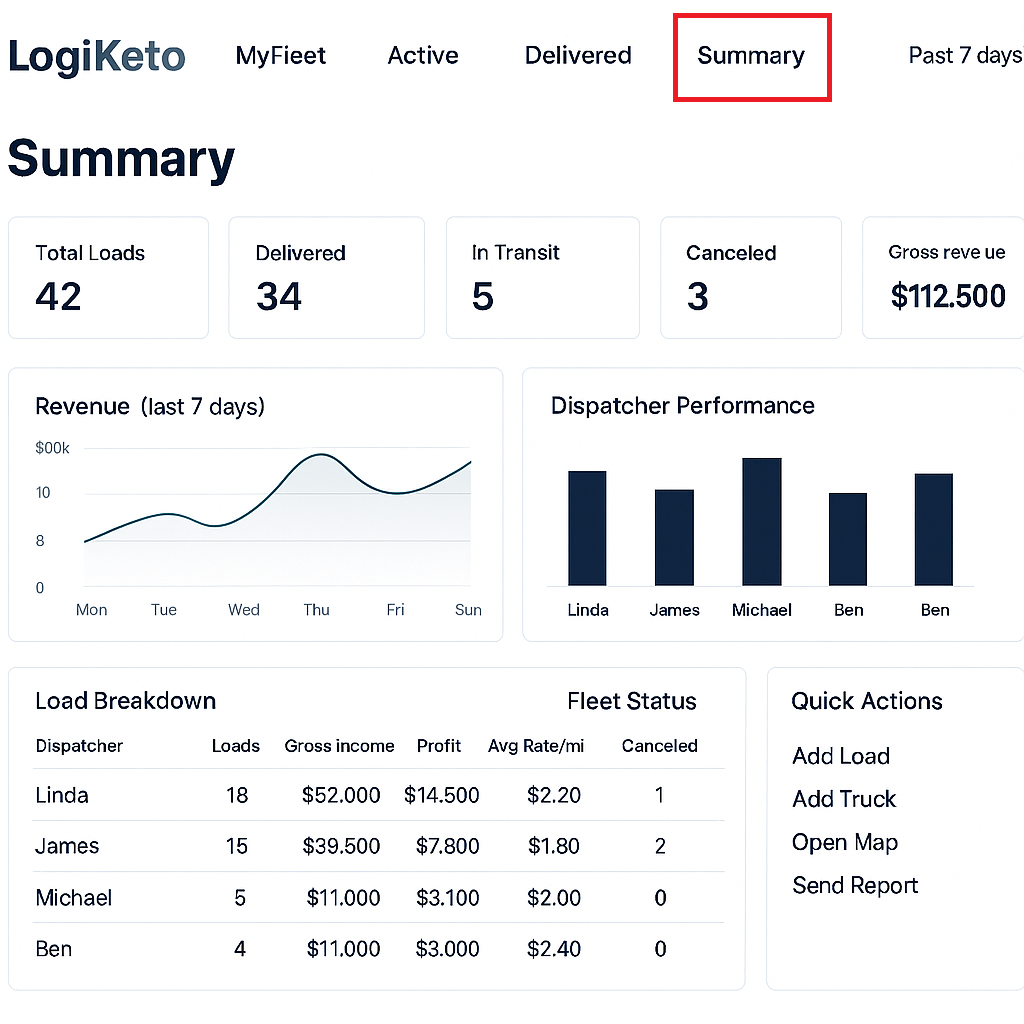 LogiKeto MyFieet Active Delivered Summary Past 7 days
Summary
Total Loads
42
Delivered
34
In Transit
5
Canceled
3
Gross reve ue
$112.500
Revenue (last 7 days)
$00k
10
8
0
Mon Tue Wed Thu Fri Sun
Dispatcher Performance
Linda James Michael Ben Ben
Load Breakdown Fleet Status
Dispatcher Loads Gross income Profit Avg Rate/mi Canceled
Linda 18 $52.000 $14.500 $2.20 1
James 15 $39.500 $7.800 $1.80 2
Michael 5 $11.000 $3.100 $2.00 0
Ben 4 $11.000 $3.000 $2.40 0
Quick Actions
Add Load
Add Truck
Open Map
Send Report